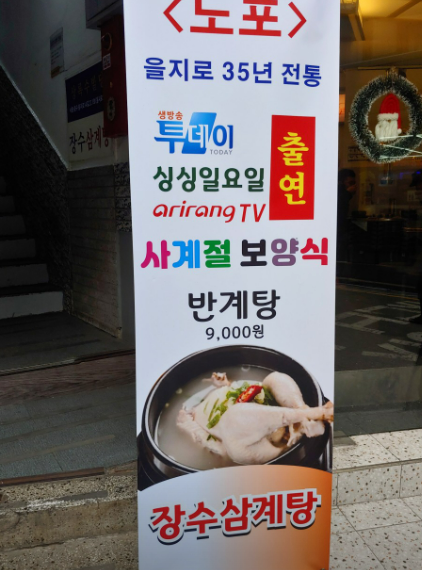 <노포>
을지로 35년 전통
생방송
투데이
TODAY
싱싱일요일
arirang TV
출연
사계절 보양식
반계탕
9,000원
장수삼계탕
장수삼계탕